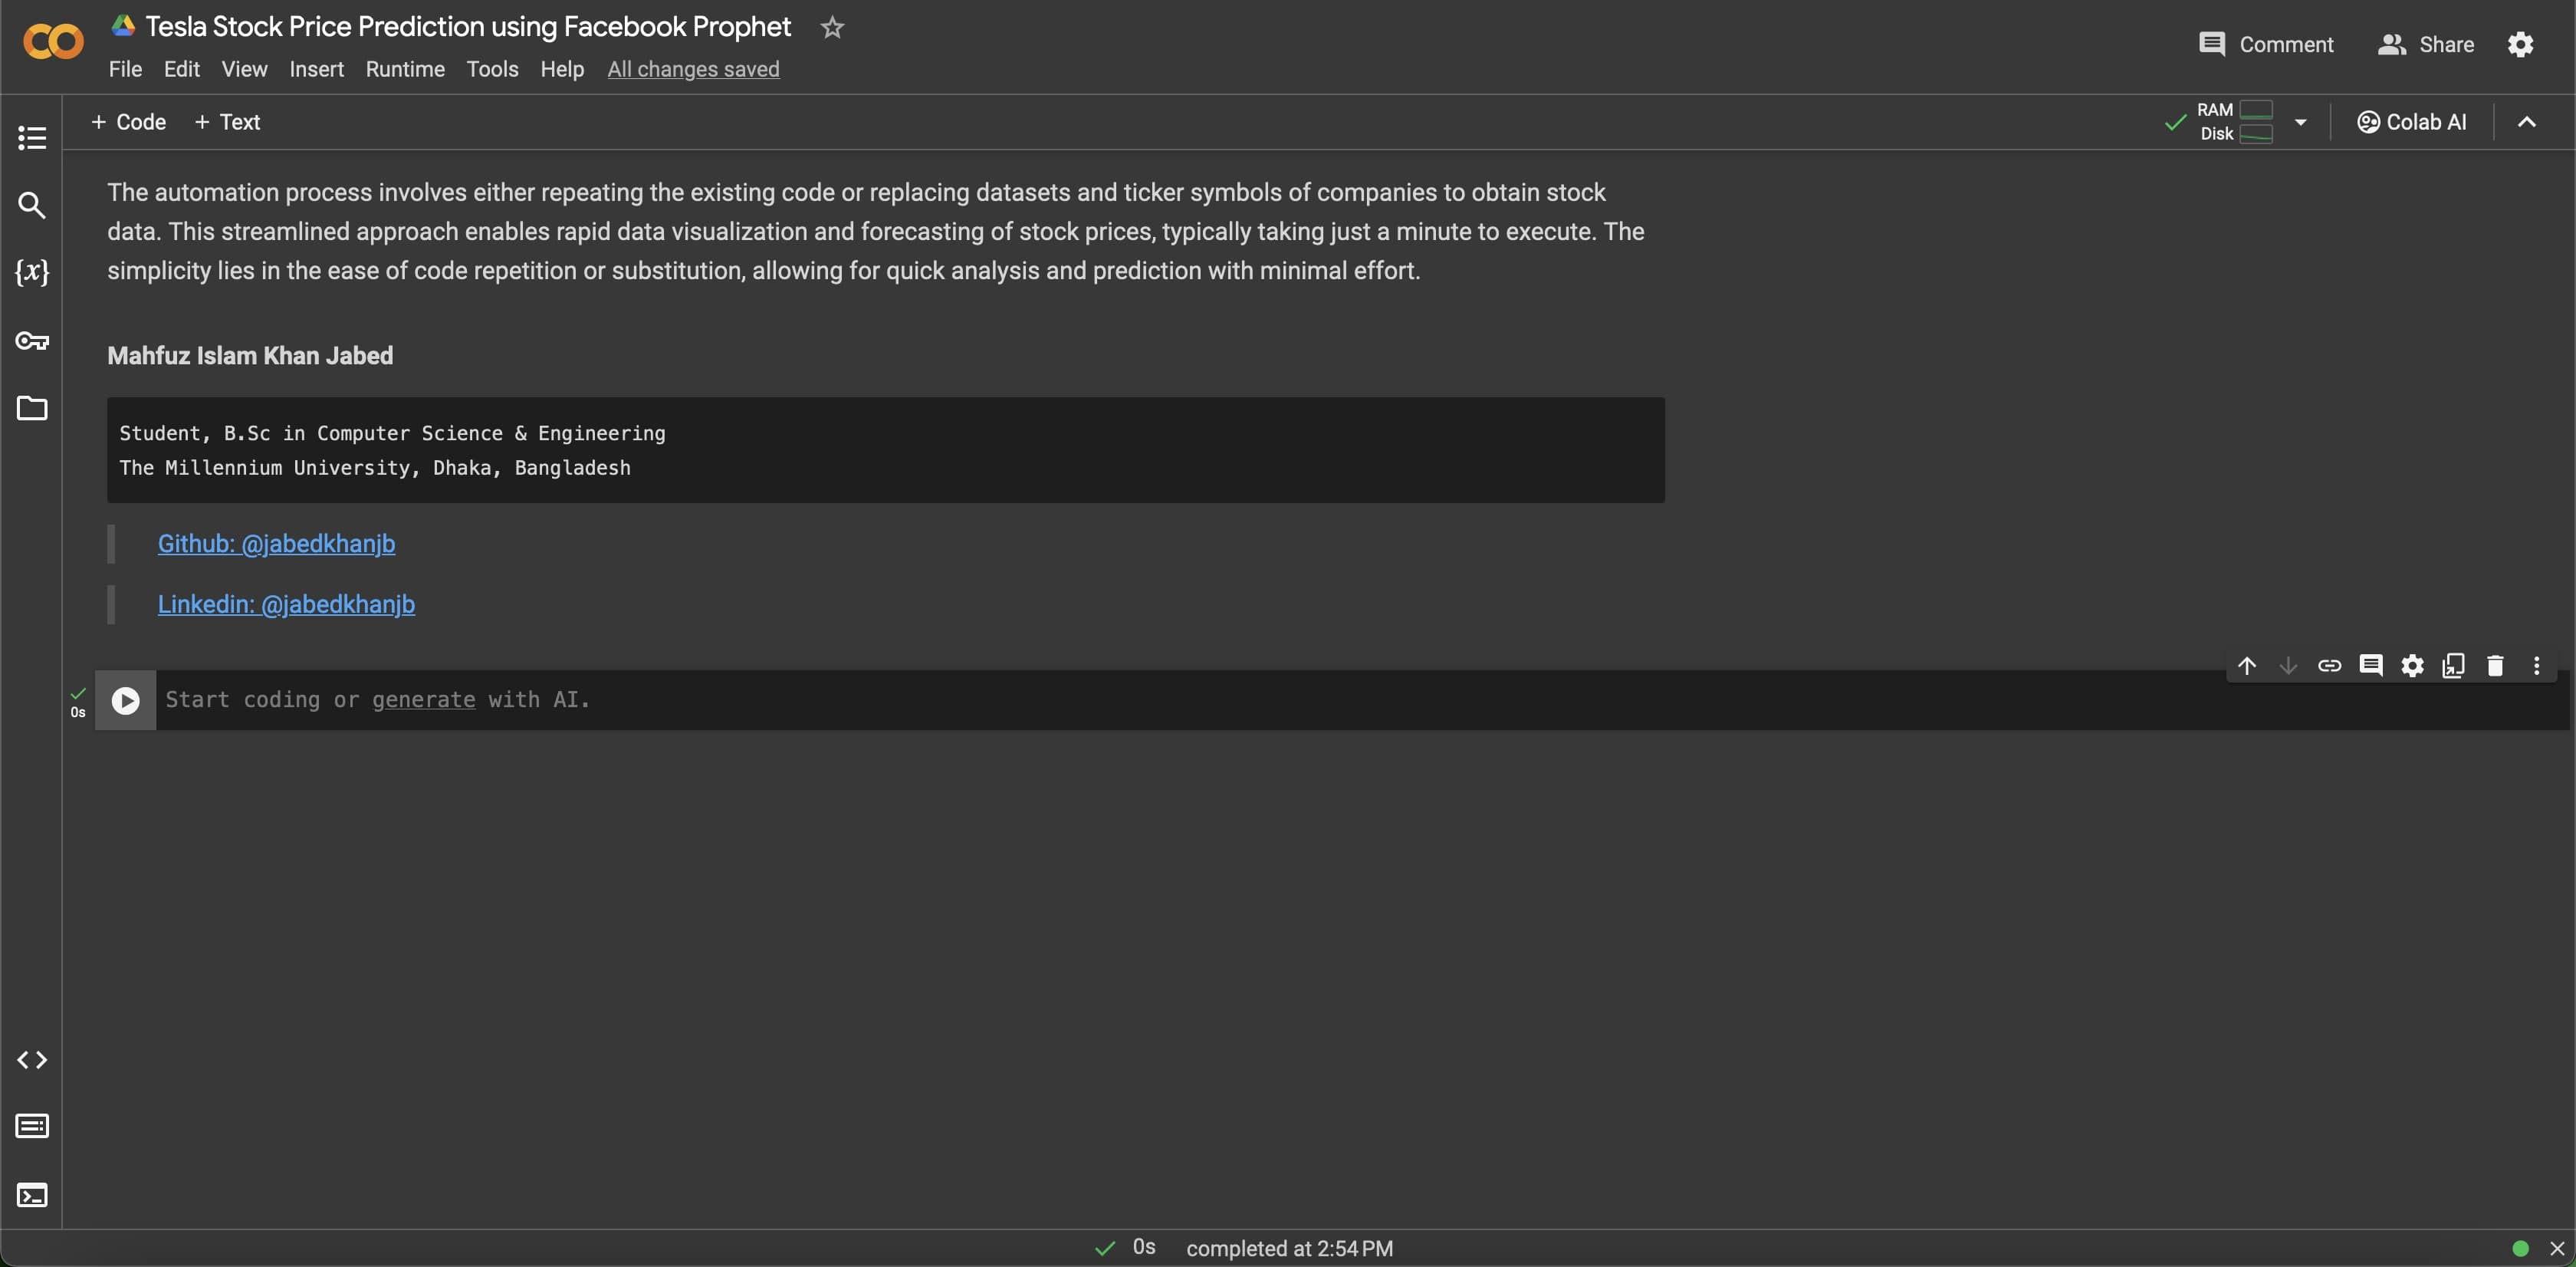 Tesla Stock Price Prediction using Facebook Prophet
File Edit View Insert Runtime Tools Help All changes saved
Comment Share
+ Code + Text
RAM
Disk
Colab AI
The automation process involves either repeating the existing code or replacing datasets and ticker symbols of companies to obtain stock
data. This streamlined approach enables rapid data visualization and forecasting of stock prices, typically taking just a minute to execute. The
simplicity lies in the ease of code repetition or substitution, allowing for quick analysis and prediction with minimal effort.
Mahfuz Islam Khan Jabed
Student, B.Sc in Computer Science & Engineering
The Millennium University, Dhaka, Bangladesh
Github: @jabedkhanjb
Linkedin: @jabedkhanjb
0s
Start coding or generate with AI.
0s completed at 2:54 PM